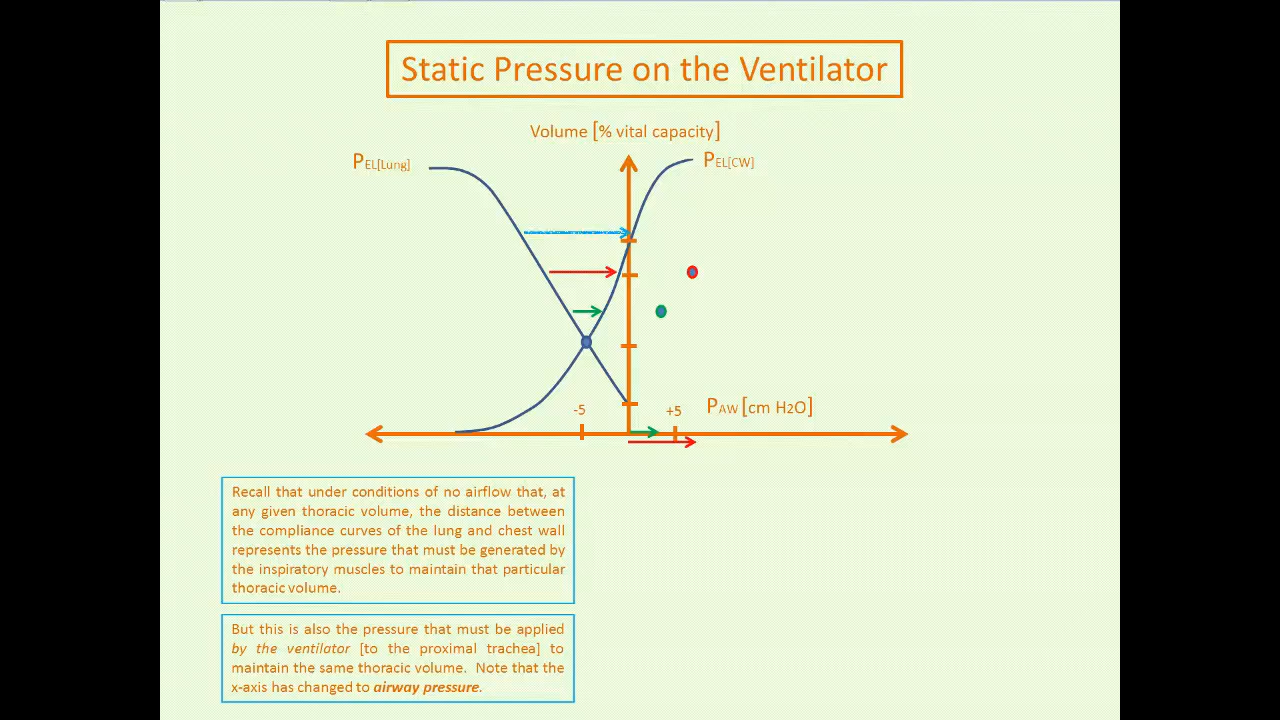 Static Pressure on the Ventilator
Volume [% vital capacity]
PEL[Lung]
PEL[CW]
-5
+5
PAW [cm H2O]
Recall that under conditions of no airflow that, at
any given thoracic volume, the distance between
the compliance curves of the lung and chest wall
represents the pressure that must be generated by
the inspiratory muscles to maintain that particular
thoracic volume.
But this is also the pressure that must be applied
by the ventilator [to the proximal trachea] to
maintain the same thoracic volume. Note that the
x-axis has changed to airway pressure.